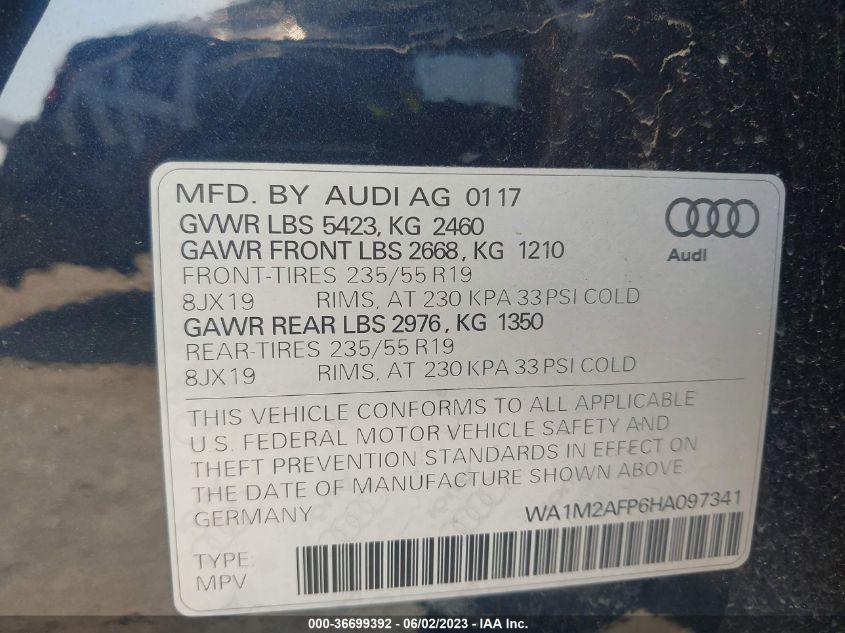 MFD. BY AUDI AG 01 17
GVWR LBS 5423, KG 2460
GAWR FRONT LBS 2668, KG 1210
FRONT-TIRES 235/55 R19
8JX19 RIMS, AT 230 KPA 33 PSI COLD
GAWR REAR LBS 2976, KG 1350
REAR-TIRES 235/55 R19
8JX19 RIMS, AT 230 KPA 33 PSI COLD
Audi
THIS VEHICLE CONFORMS TO ALL APPLICABLE
U.S. FEDERAL MOTOR VEHICLE SAFETY AND
THEFT PREVENTION STANDARDS IN EFFECT ON
THE DATE OF MANUFACTURE SHOWN ABOVE.
GERMANY WA1M2AFP6HA097341
TYPE:
MPV
000-36699392 - 06/02/2023 - IAA Inc.